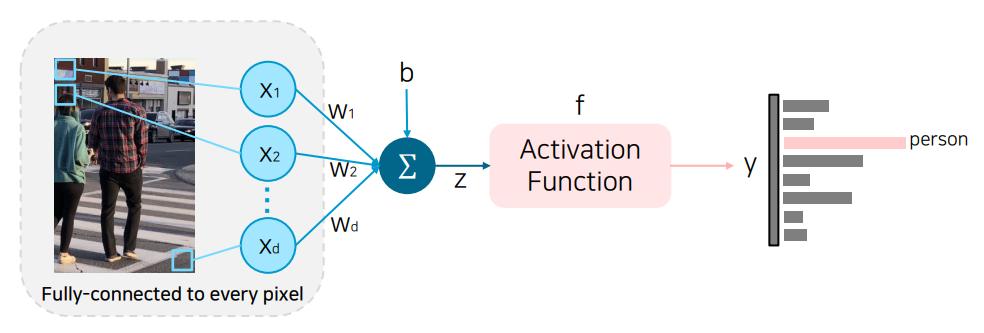 X1
X2
Xd
W1
W2
Wd
b
Σ
z
f
Activation
Function
y
person
Fully-connected to every pixel